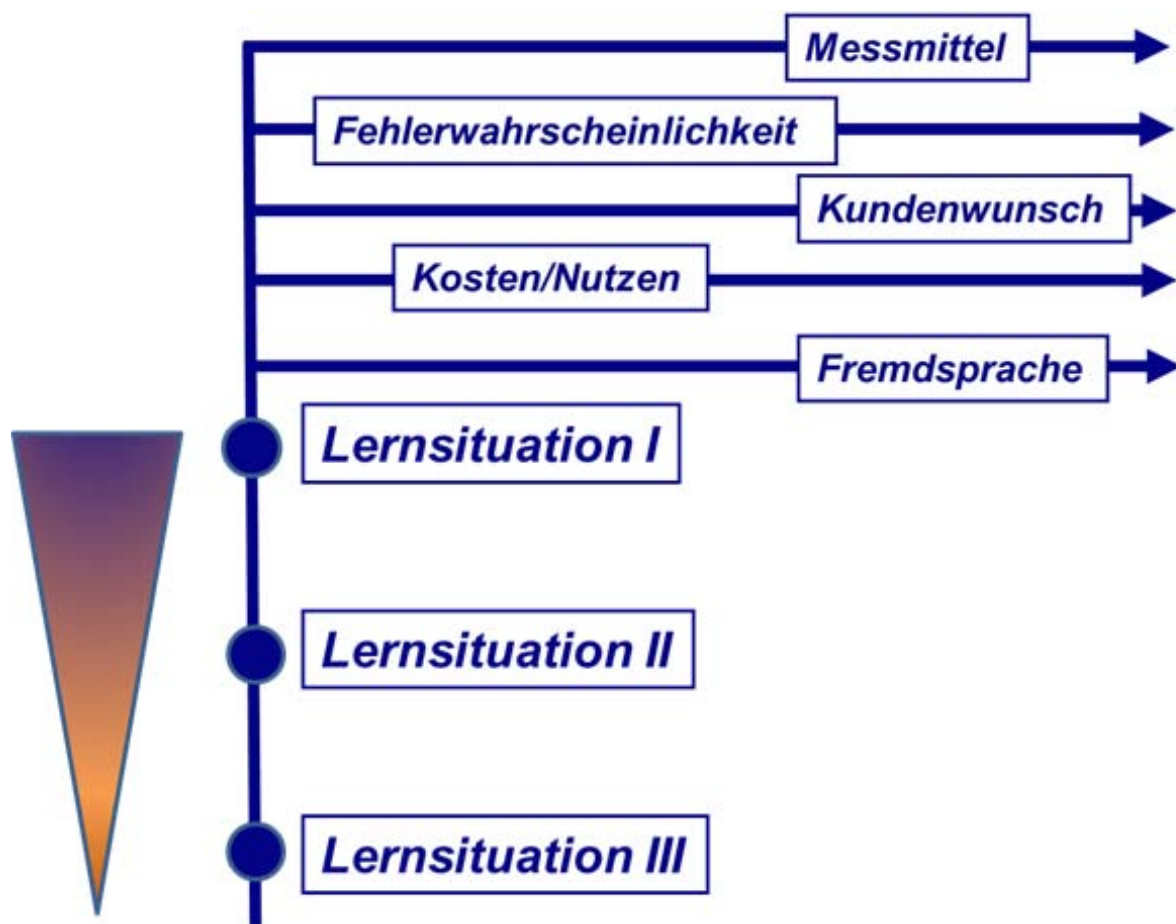 Messmittel
Fehlerwahrscheinlichkeit
Kundenwunsch
Kosten/Nutzen
Fremdsprache
Lernsituation I
Lernsituation II
Lernsituation III